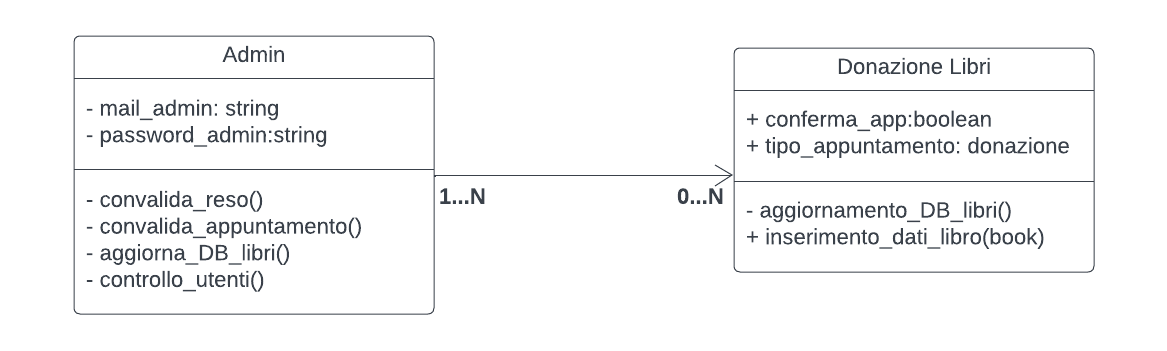 Admin
- mail_admin: string
- password_admin:string
- convalida_reso()
- convalida_appuntamento()
- aggiorna_DB_libri()
- controllo_utenti()
1...N
0...N
Donazione Libri
+ conferma_app:boolean
+ tipo_appuntamento: donazione
- aggiornamento_DB_libri()
+ inserimento_dati_libro(book)